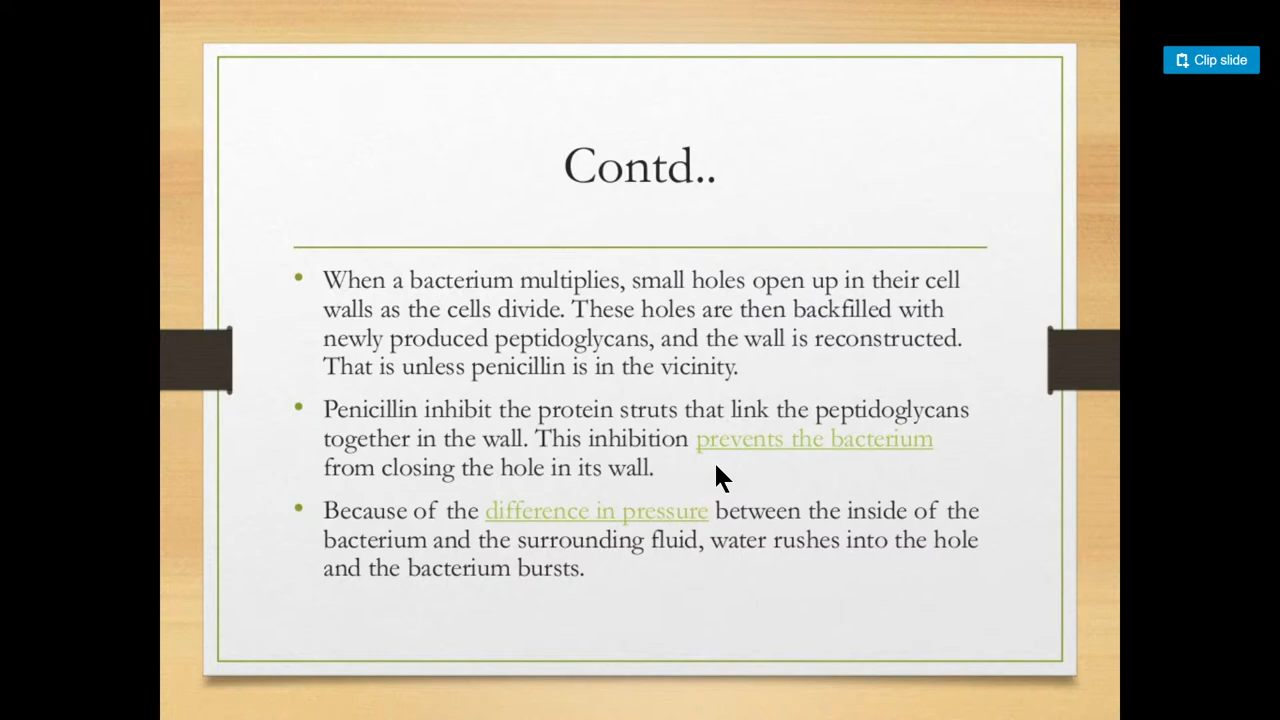 Clip slide
Contd..
• When a bacterium multiplies, small holes open up in their cell
walls as the cells divide. These holes are then backfilled with
newly produced peptidoglycans, and the wall is reconstructed.
That is unless penicillin is in the vicinity.
• Penicillin inhibit the protein struts that link the peptidoglycans
together in the wall. This inhibition prevents the bacterium
from closing the hole in its wall.
• Because of the difference in pressure between the inside of the
bacterium and the surrounding fluid, water rushes into the hole
and the bacterium bursts.